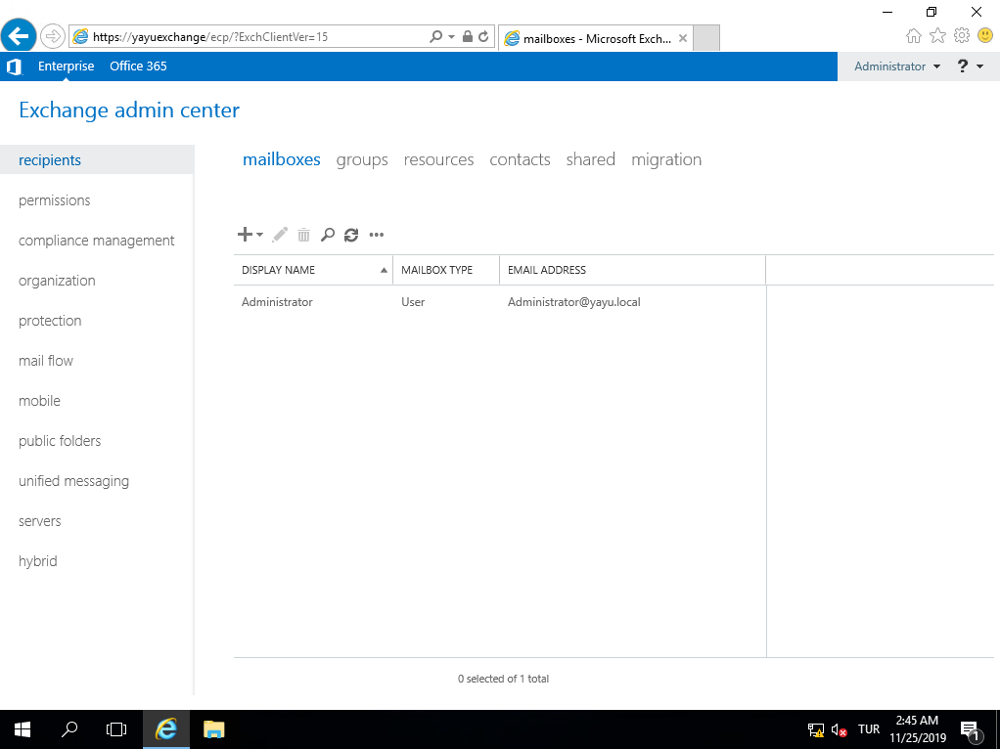 https://yayuexchange/ecp/?ExchClientVer=15
mailboxes - Microsoft Exch...
Enterprise Office 365
Administrator ?
Exchange admin center
recipients
permissions
compliance management
organization
protection
mail flow
mobile
public folders
unified messaging
servers
hybrid
mailboxes groups resources contacts shared migration
DISPLAY NAME MAILBOX TYPE EMAIL ADDRESS
Administrator User Administrator@yayu.local
0 selected of 1 total
TUR
2:45 AM
11/25/2019
1